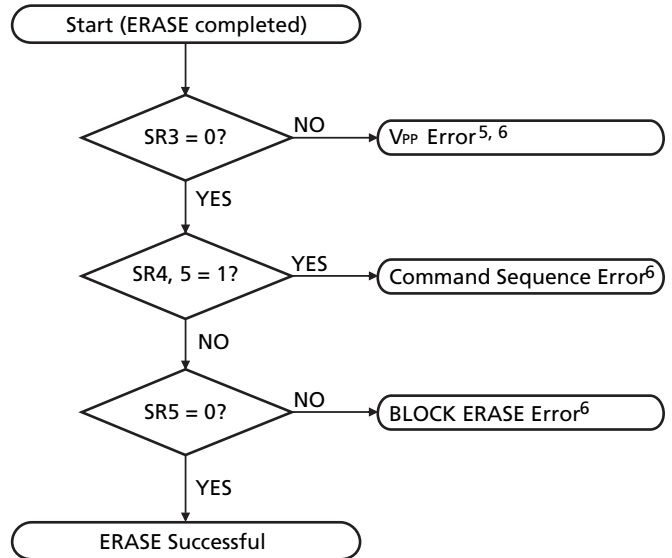 Start (ERASE completed)
SR3 = 0?
NO
VPP Error5, 6
YES
SR4, 5 = 1?
YES
Command Sequence Error6
NO
SR5 = 0?
NO
BLOCK ERASE Error6
YES
ERASE Successful